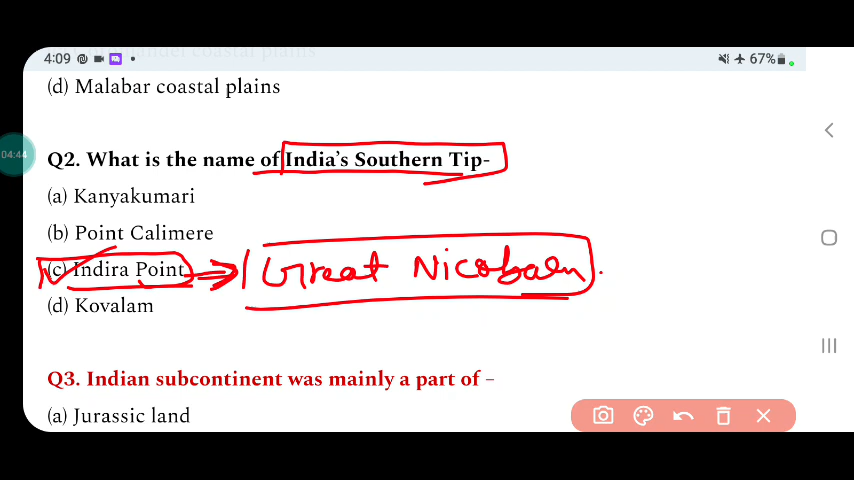 4:09
67%
(d) Malabar coastal plains
04:44
Q2. What is the name of India's Southern Tip-
(a) Kanyakumari
(b) Point Calimere
(c) Indira Point
Great Nicobar
(d) Kovalam
Q3. Indian subcontinent was mainly a part of –
(a) Jurassic land